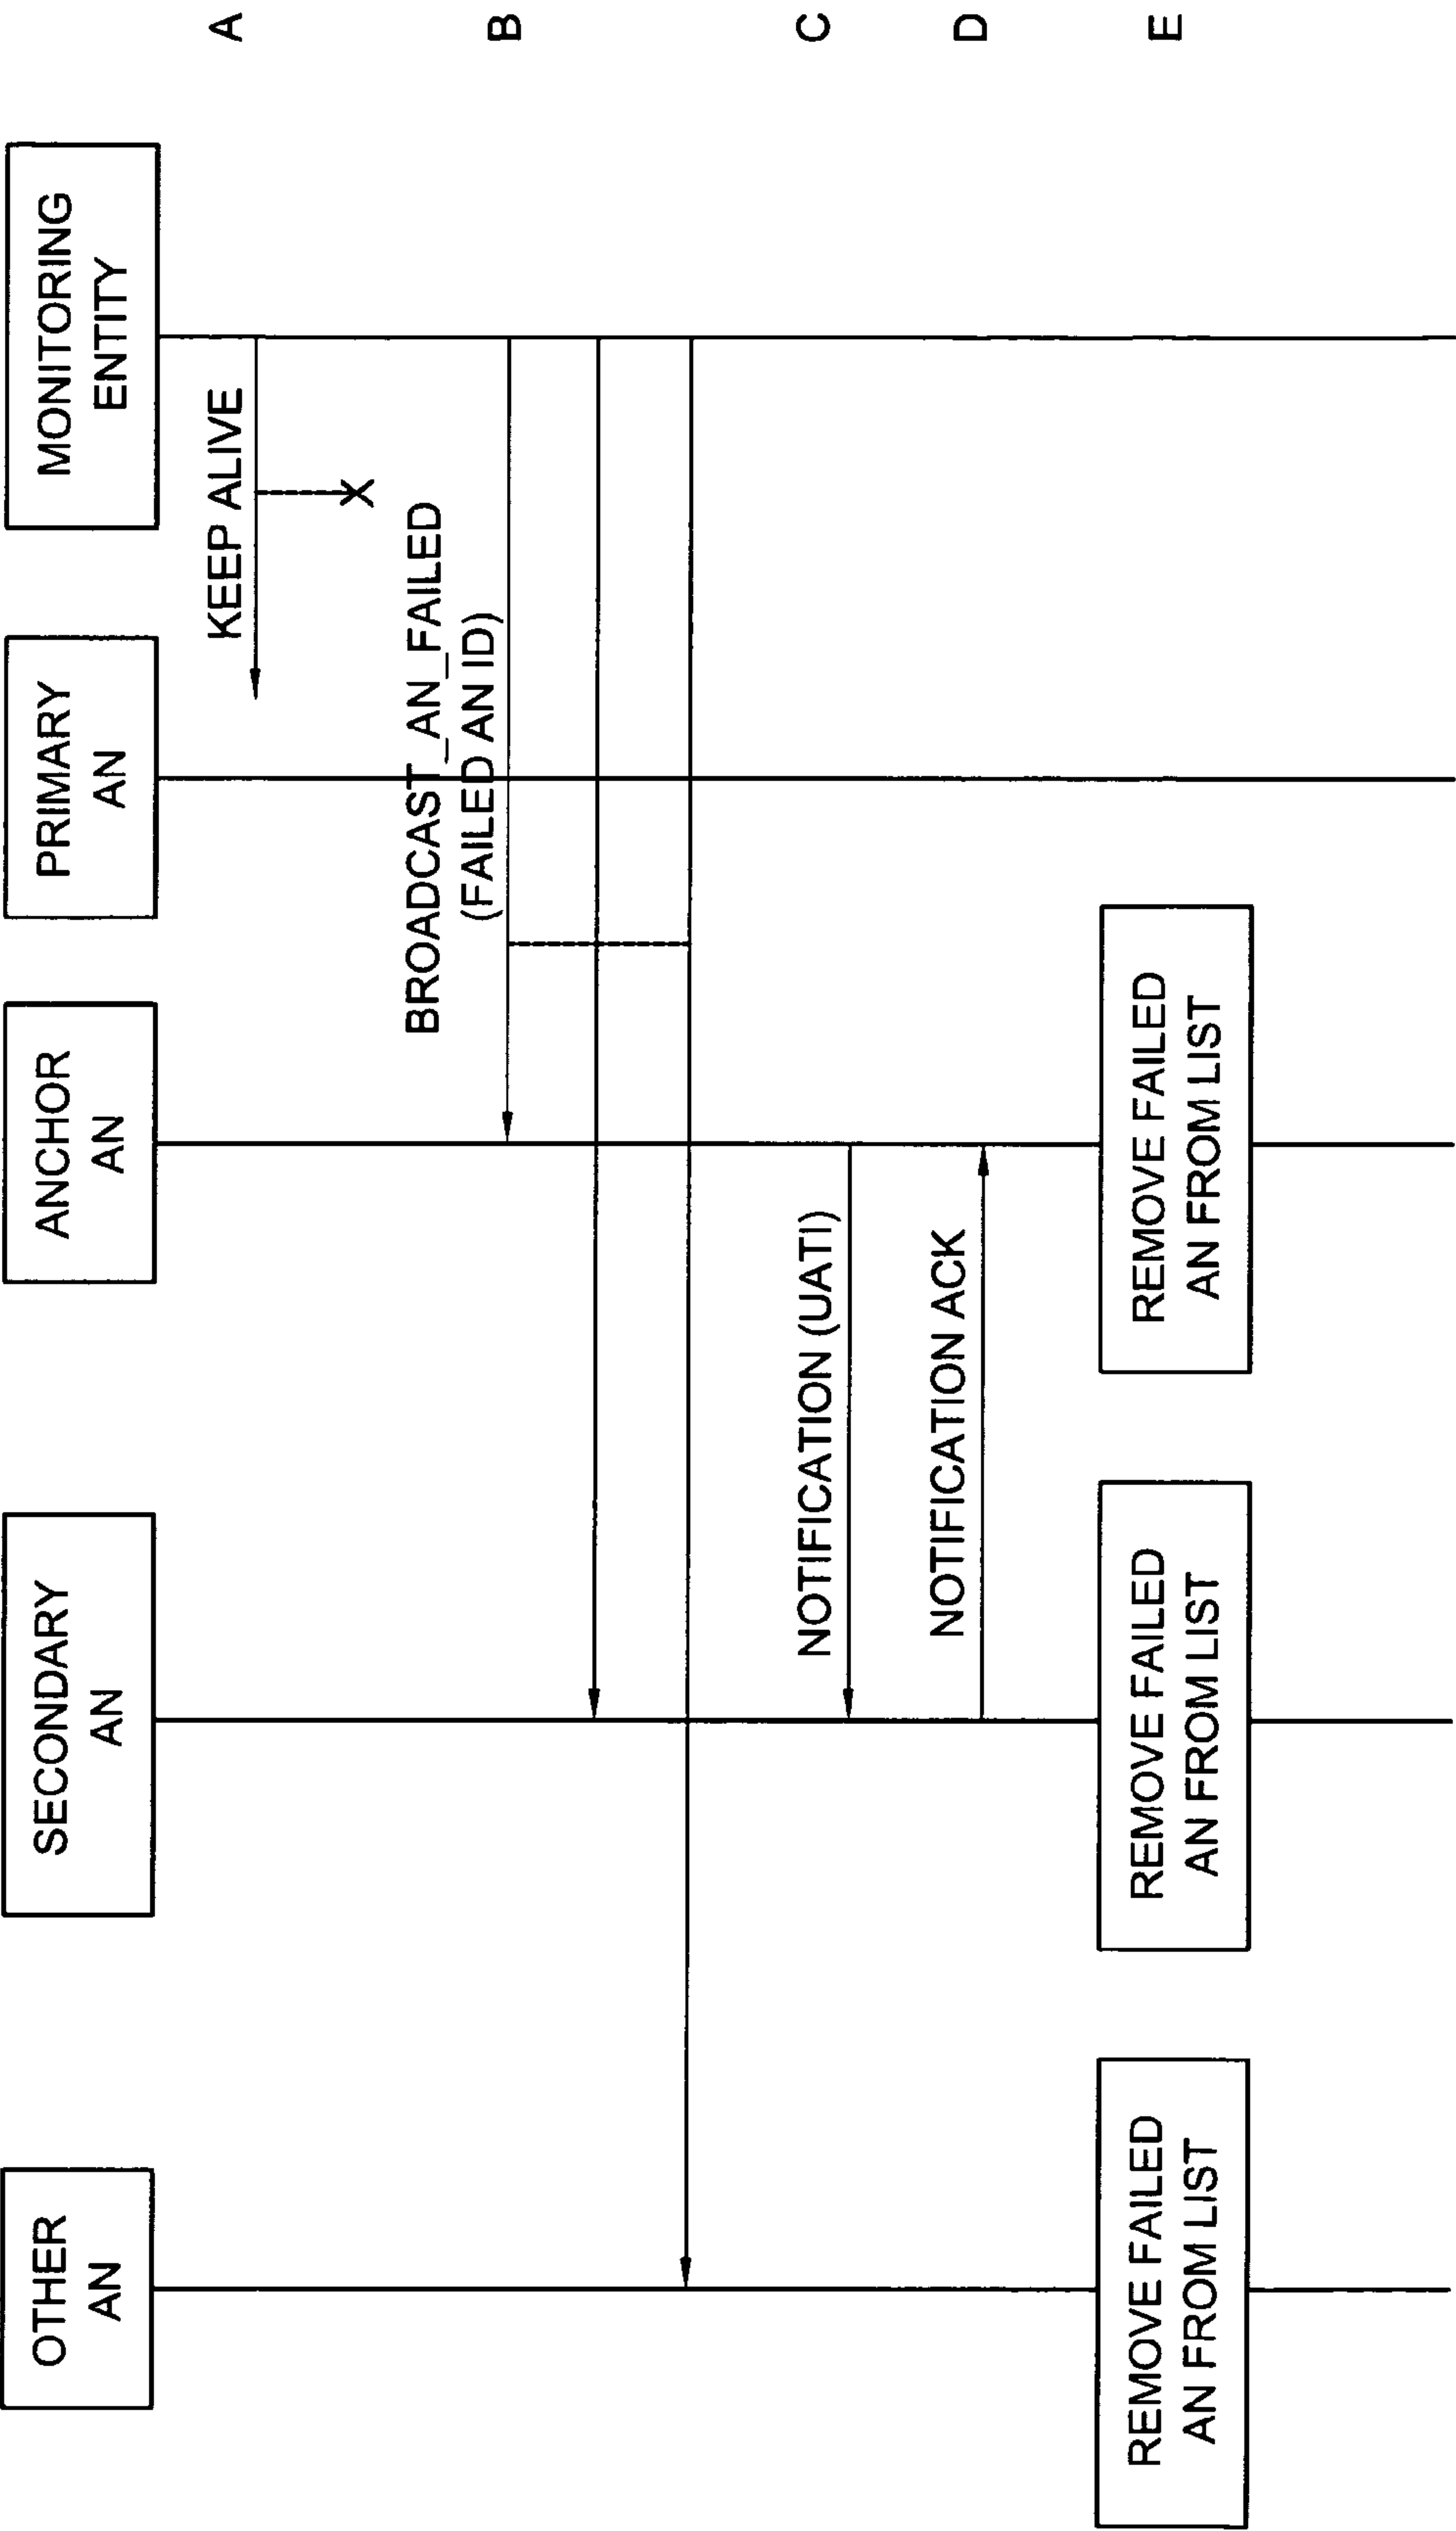 OTHER
AN
SECONDARY
AN
ANCHOR
AN
PRIMARY
AN
MONITORING
ENTITY
KEEP ALIVE
A
X
BROADCAST_AN_FAILED
(FAILED AN ID)
B
NOTIFICATION (UATI)
C
NOTIFICATION ACK
D
REMOVE FAILED
AN FROM LIST
REMOVE FAILED
AN FROM LIST
REMOVE FAILED
AN FROM LIST
E